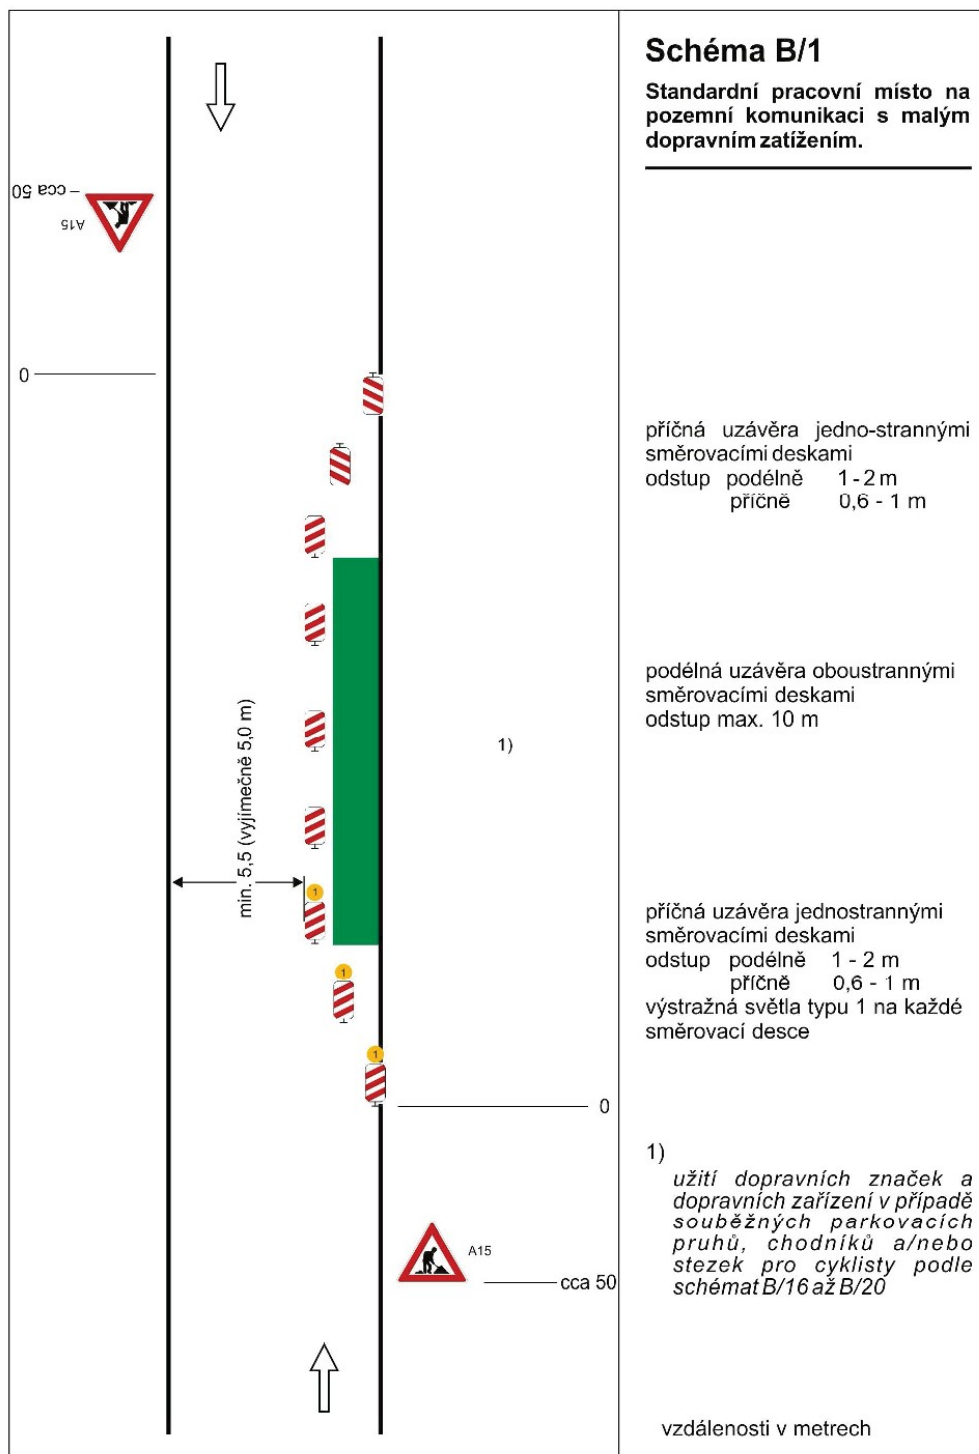 Schéma B/1
Standardní pracovní místo na
pozemní komunikaci s malým
dopravním zatížením.
– cca 50
A15
0
příčná uzávěra jedno-strannými
směrovacími deskami
odstup podélně 1 - 2 m
příčně 0,6 - 1 m
podélná uzávěra oboustrannými
směrovacími deskami
odstup max. 10 m
1)
min. 5,5 (vyjímečně 5,0 m)
1
1
1
příčná uzávěra jednostrannými
směrovacími deskami
odstup podélně 1 - 2 m
příčně 0,6 - 1 m
výstražná světla typu 1 na každé
směrovací desce
0
A15
cca 50
1)
užití dopravních značek a
dopravních zařízení v případě
souběžných parkovacích
pruhů, chodníků a/nebo
stezek pro cyklisty podle
schémat B/16 až B/20
vzdálenosti v metrech